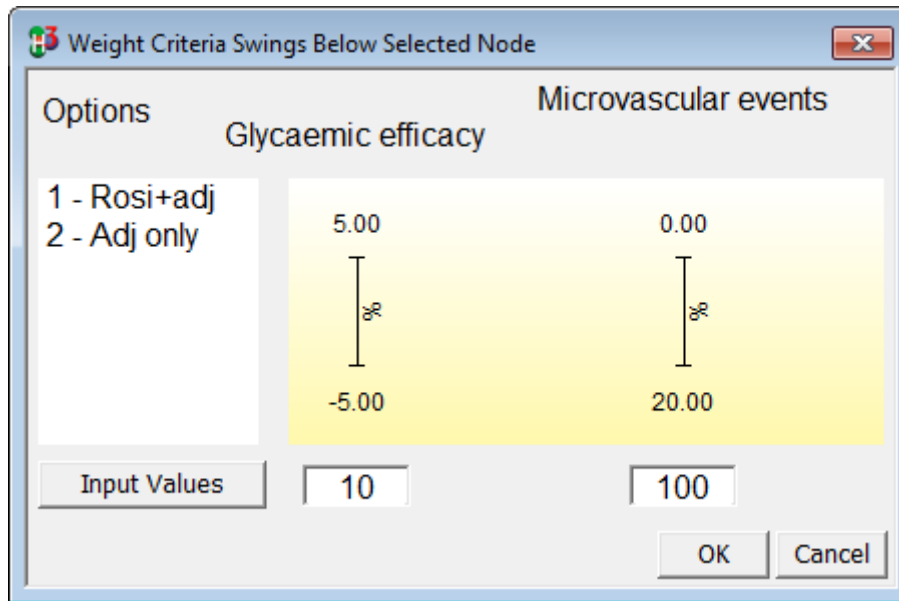 Weight Criteria Swings Below Selected Node
Options
Glycaemic efficacy
Microvascular events
1 - Rosi+adj
2 - Adj only
5.00
%
-5.00
0.00
%
20.00
Input Values
10
100
OK
Cancel